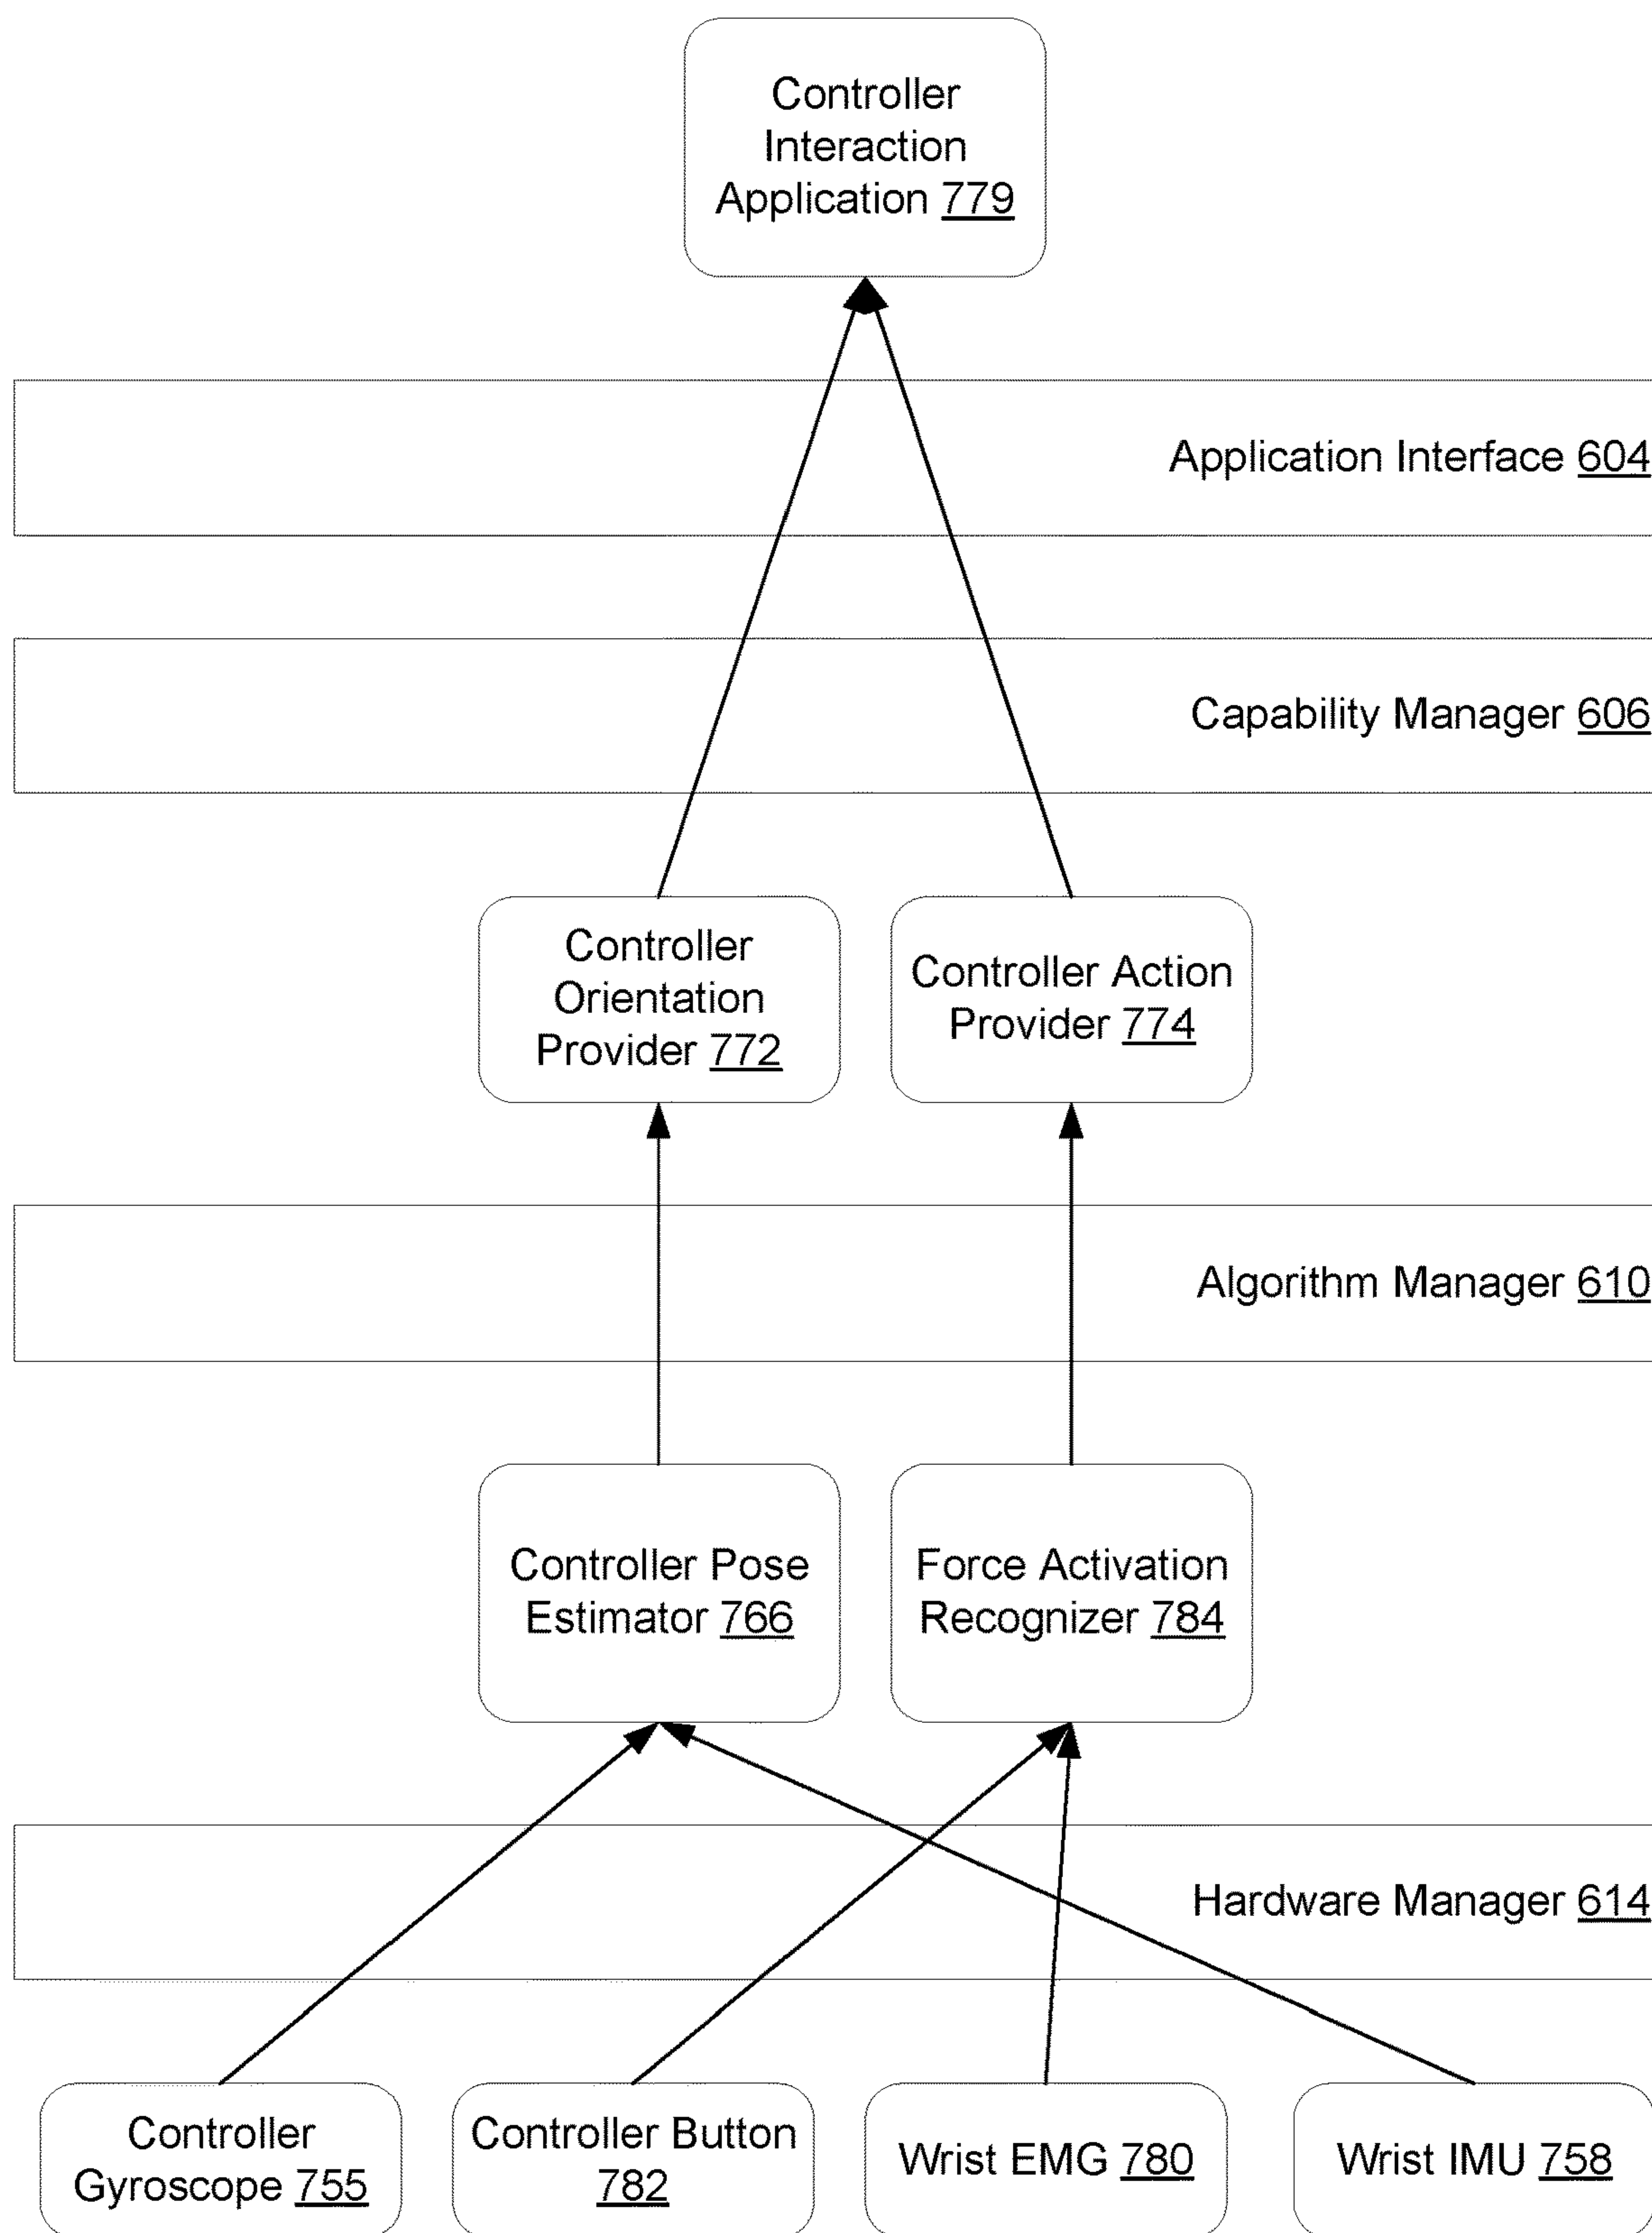 Controller
Interaction
Application 779
Application Interface 604
Capability Manager 606
Controller
Orientation
Provider 772
Controller Action
Provider 774
Algorithm Manager 610
Controller Pose
Estimator 766
Force Activation
Recognizer 784
Hardware Manager 614
Controller
Gyroscope 755
Controller Button
782
Wrist EMG 780
Wrist IMU 758